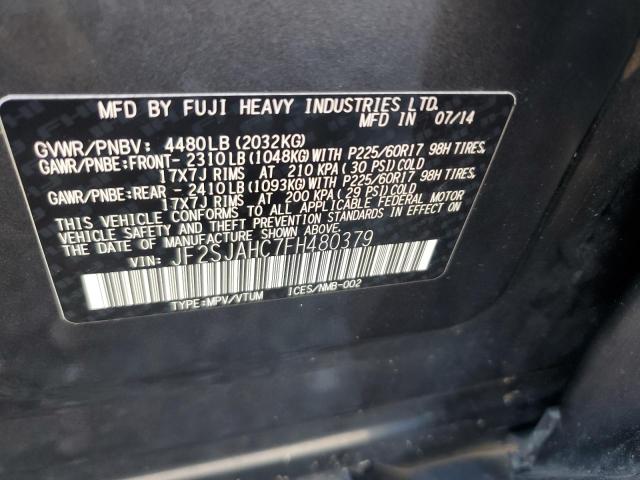 MFD BY FUJI HEAVY INDUSTRIES LTD.
MFD IN 07/14
GVWR/PNBV: 4480LB(2032KG)
GAWR/PNBE:FRONT- 2310LB(1048KG)WITH P225/60R17 98H TIRES,
17X7J RIMS AT 210 KPA(30 PSI)COLD
GAWR/PNBE:REAR - 2410LB(1093KG)WITH P225/60R17 98H TIRES,
17X7J RIMS AT 200 KPA(29 PSI)COLD
THIS VEHICLE CONFORMS TO ALL APPLICABLE FEDERAL MOTOR
VEHICLE SAFETY AND THEFT PREVENTION STANDARDS IN EFFECT ON
THE DATE OF MANUFACTURE SHOWN ABOVE.
VIN: JF2SJAHC7FH480379
TYPE:MPV/VTUM ICES/NMB-002